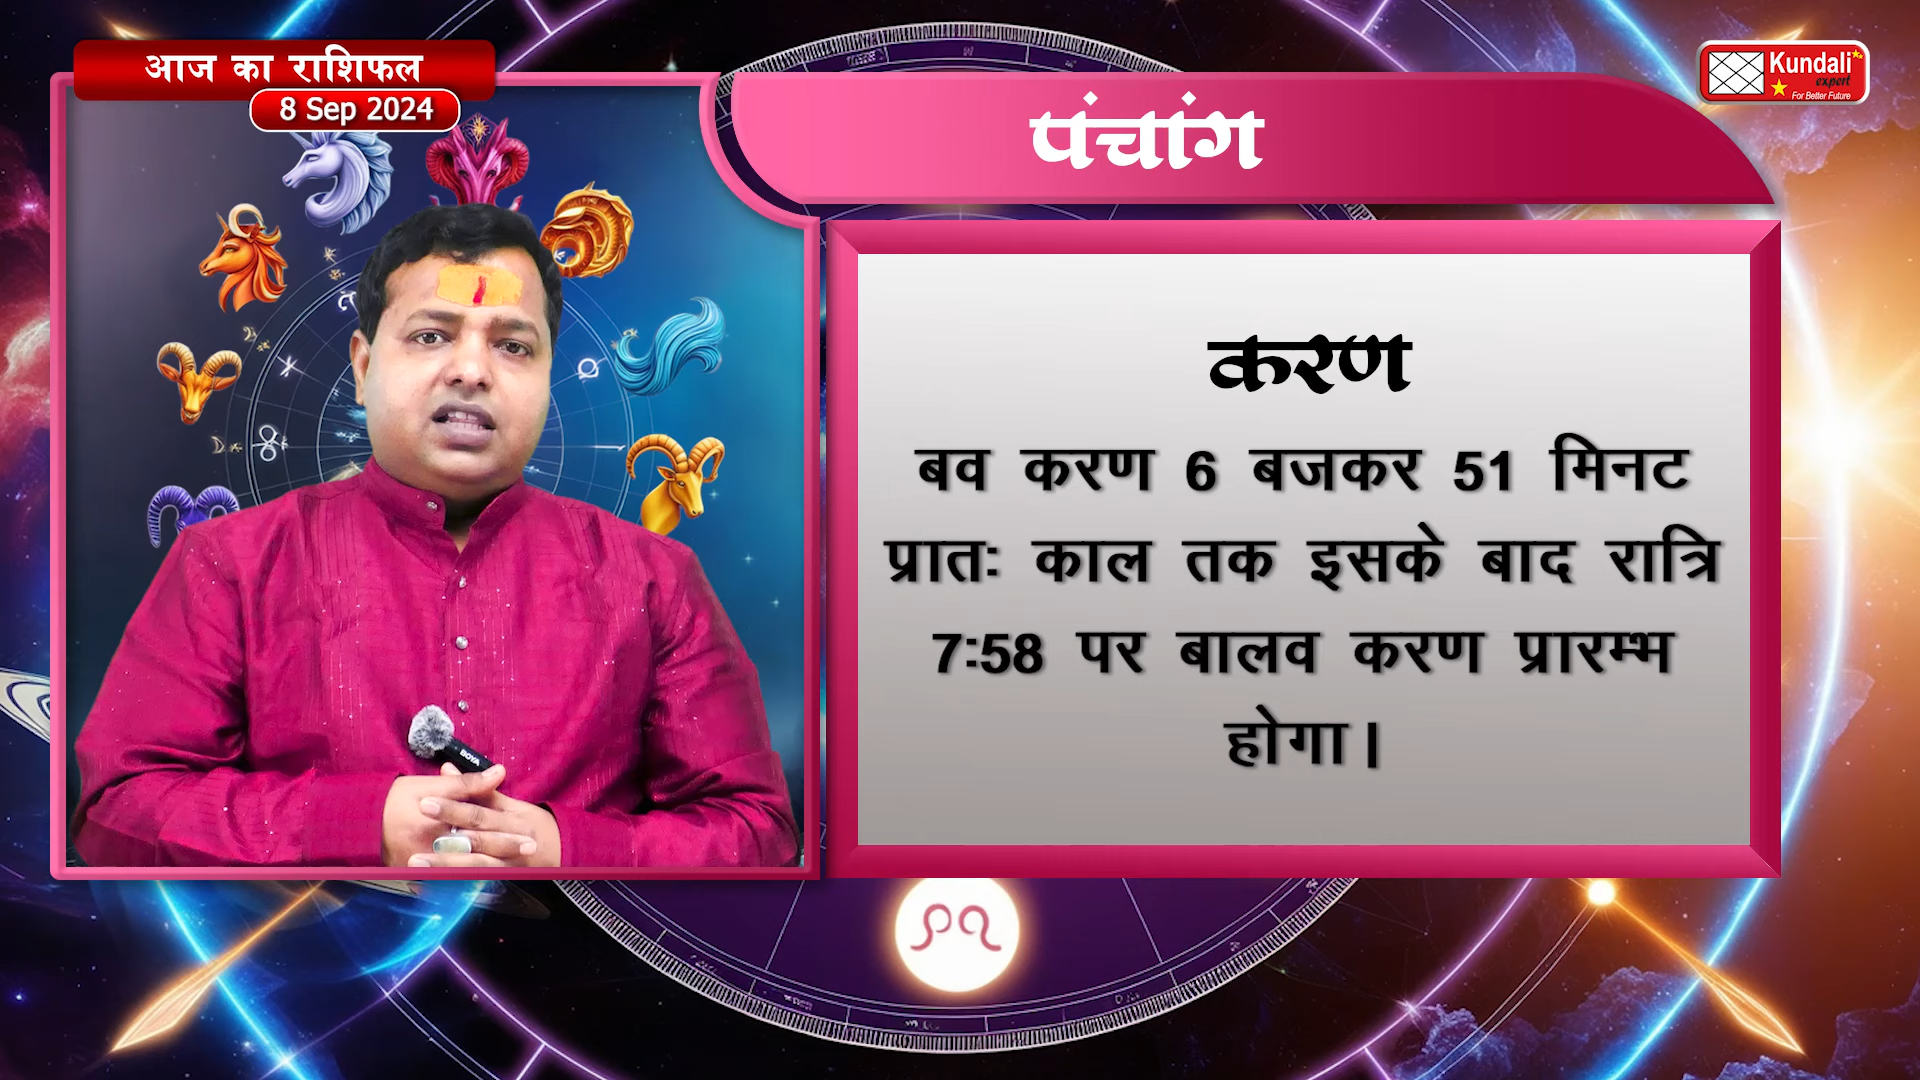 आज का राशिफल
8 Sep 2024
पंचांग
Kundali
expert
For Better Future
करण
बव करण 6 बजकर 51 मिनट
प्रातः काल तक इसके बाद रात्रि
7:58 पर बालव करण प्रारम्भ
होगा।
BOYA